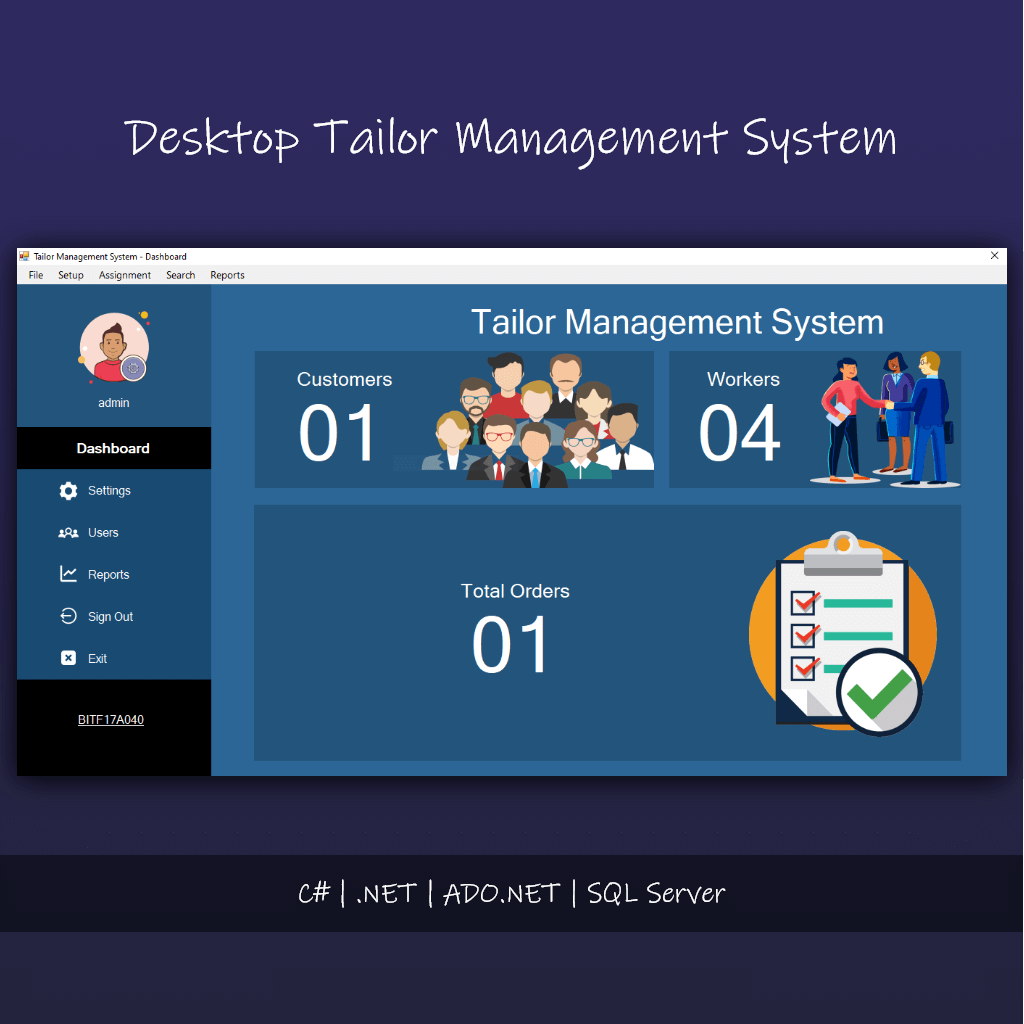 Desktop Tailor Management System
Tailor Management System - Dashboard
File Setup Assignment Search Reports
Tailor Management System
admin
Customers
01
Workers
04
Dashboard
Settings
Users
Reports
Sign Out
Exit
Total Orders
01
BITF17A040
C# | .NET | ADO.NET | SQL Server